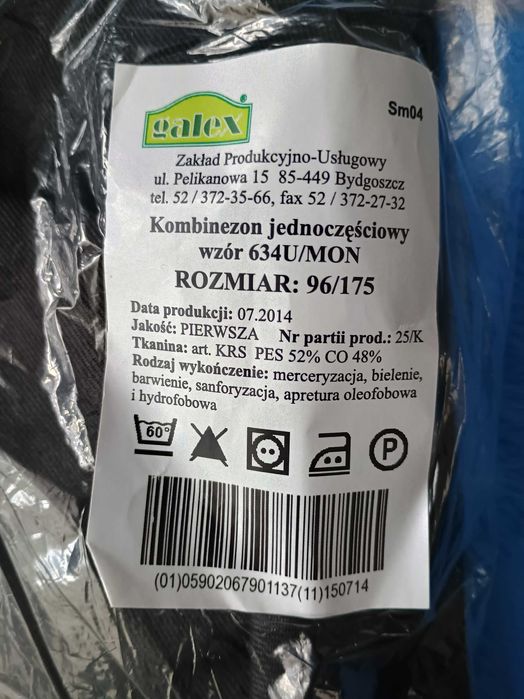 galex
Sm04
Zakład Produkcyjno-Usługowy
ul. Pelikanowa 15 85-449 Bydgoszcz
tel. 52 / 372-35-66, fax 52 / 372-27-32
Kombinezon jednoczęściowy
wzór 634U/MON
ROZMIAR: 96/175
Data produkcji: 07.2014
Jakość: PIERWSZA Nr partii prod.: 25/K
Tkanina: art. KRS PES 52% CO 48%
Rodzaj wykończenie: merceryzacja, bielenie,
barwienie, sanforyzacja, apretura oleofobowa
i hydrofobowa
60°
P
(01)05902067901137(11)150714